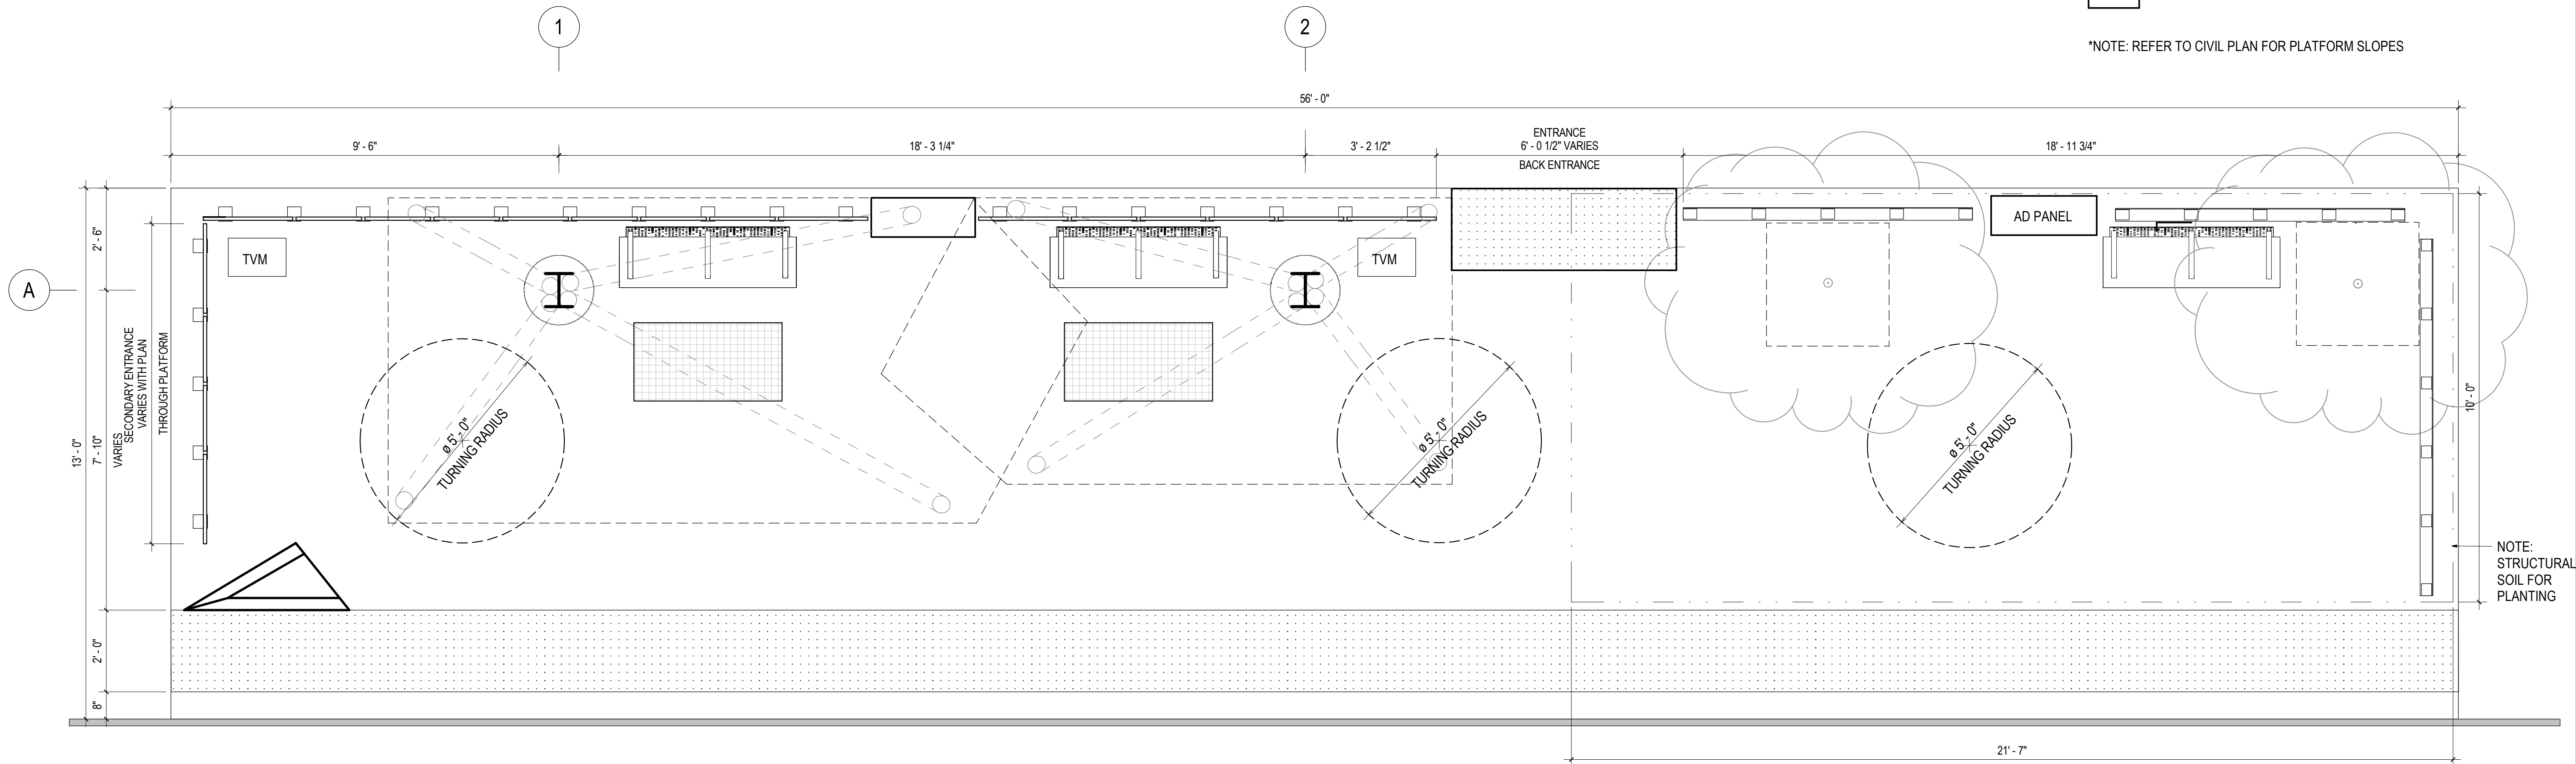 1
2
*NOTE: REFER TO CIVIL PLAN FOR PLATFORM SLOPES
56' - 0"
9' - 6"
18' - 3 1/4"
3' - 2 1/2"
ENTRANCE
6' - 0 1/2" VARIES
BACK ENTRANCE
18' - 11 3/4"
A
13' - 0"
2' - 6"
7' - 10"
2' - 0"
8"
VARIES
SECONDARY ENTRANCE
VARIES WITH PLAN
THROUGH PLATFORM
TVM
TVM
AD PANEL
ø 5' - 0"
TURNING RADIUS
ø 5' - 0"
TURNING RADIUS
ø 5' - 0"
TURNING RADIUS
10' - 0"
NOTE:
STRUCTURAL
SOIL FOR
PLANTING
21' - 7"